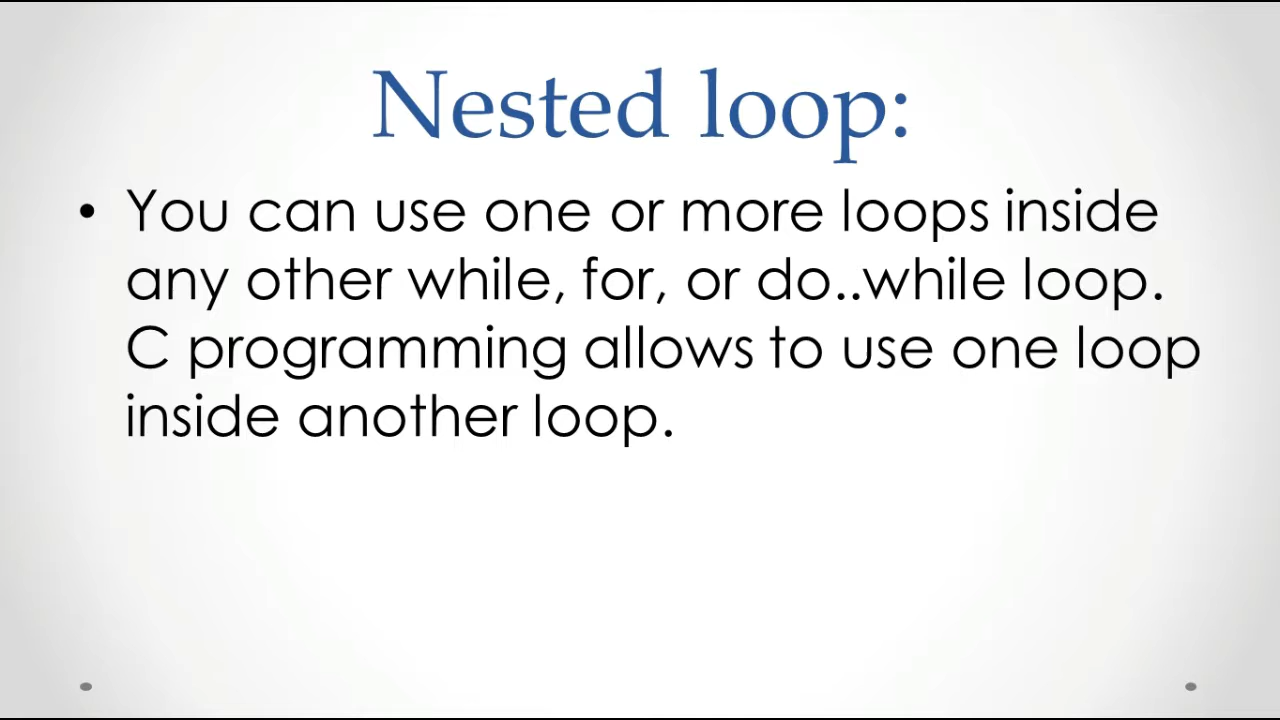 Nested loop:
• You can use one or more loops inside
any other while, for, or do..while loop.
C programming allows to use one loop
inside another loop.